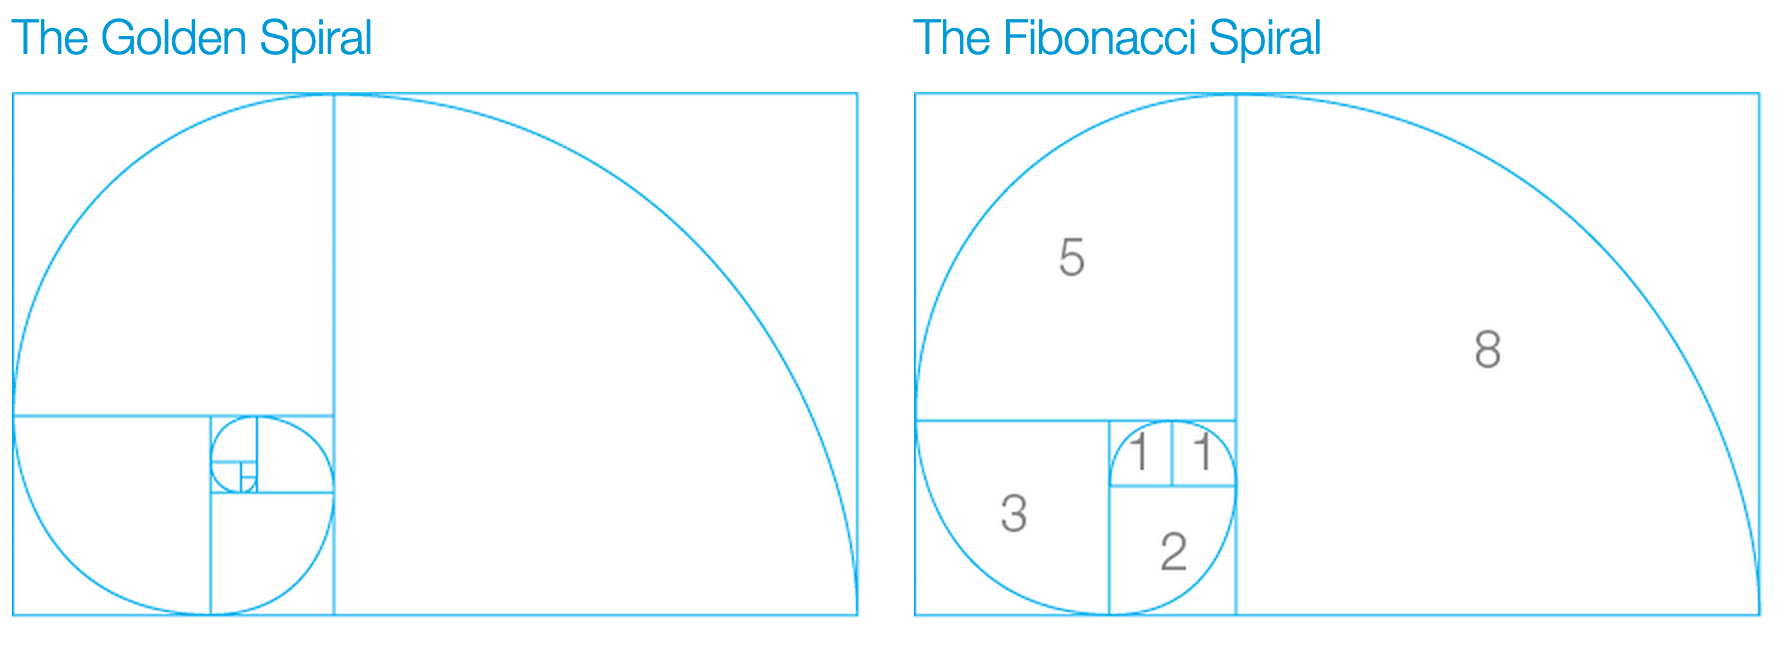 The Golden Spiral
The Fibonacci Spiral
5
8
1 1
3
2